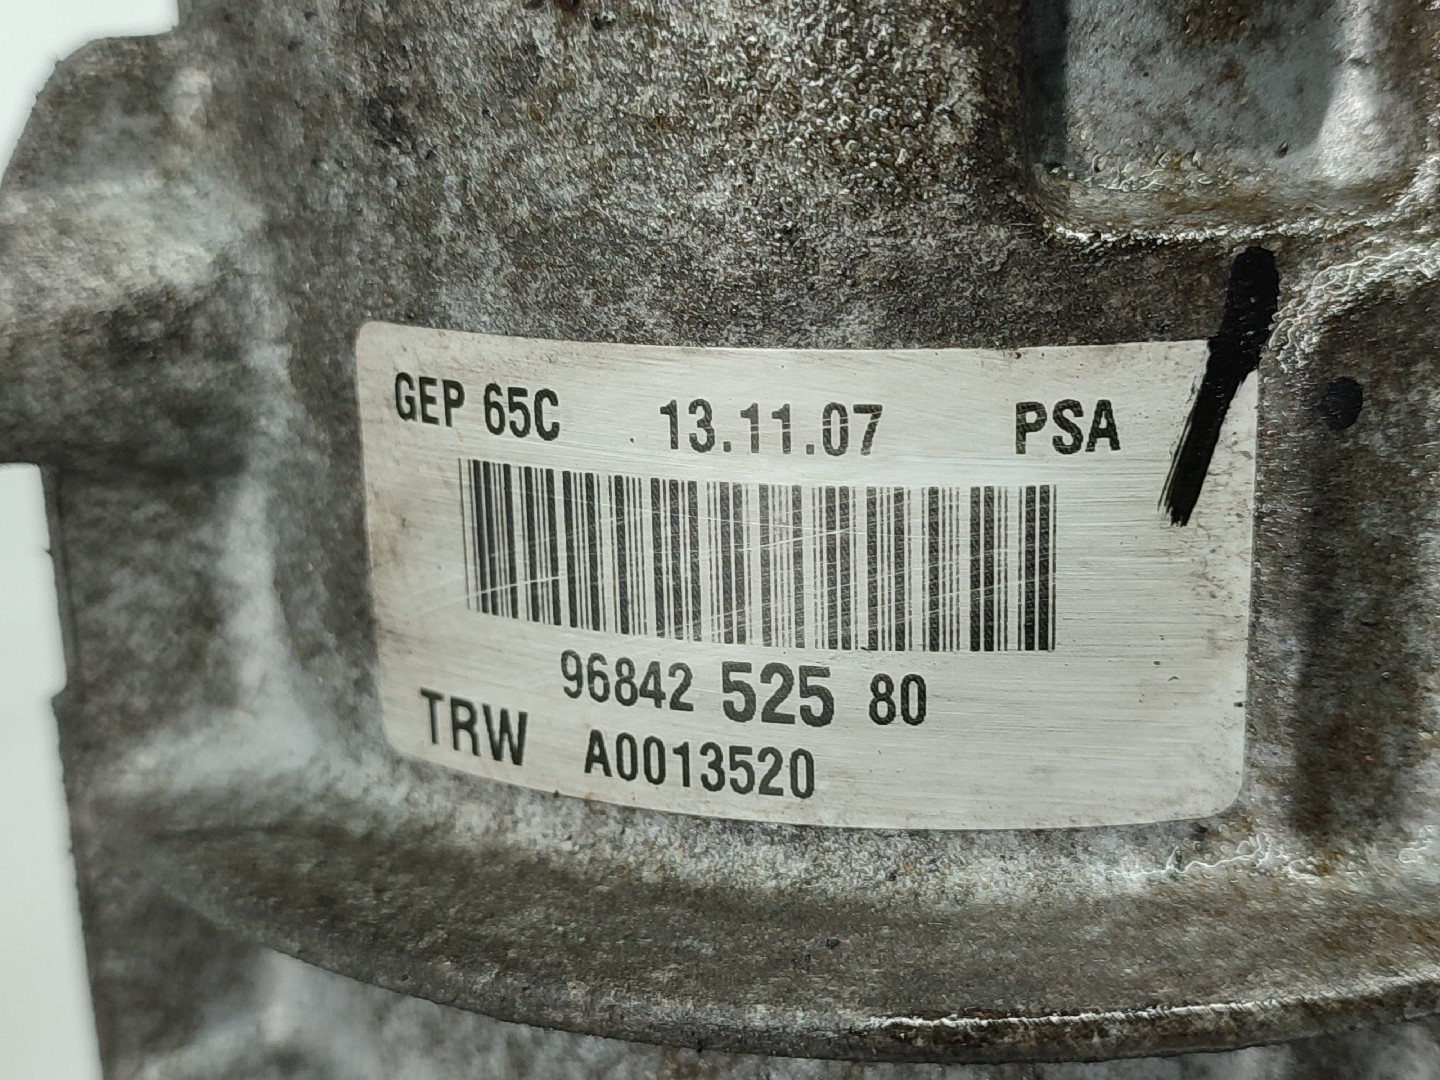 GEP 65C 13.11.07 PSA
96842 525 80
TRW A0013520